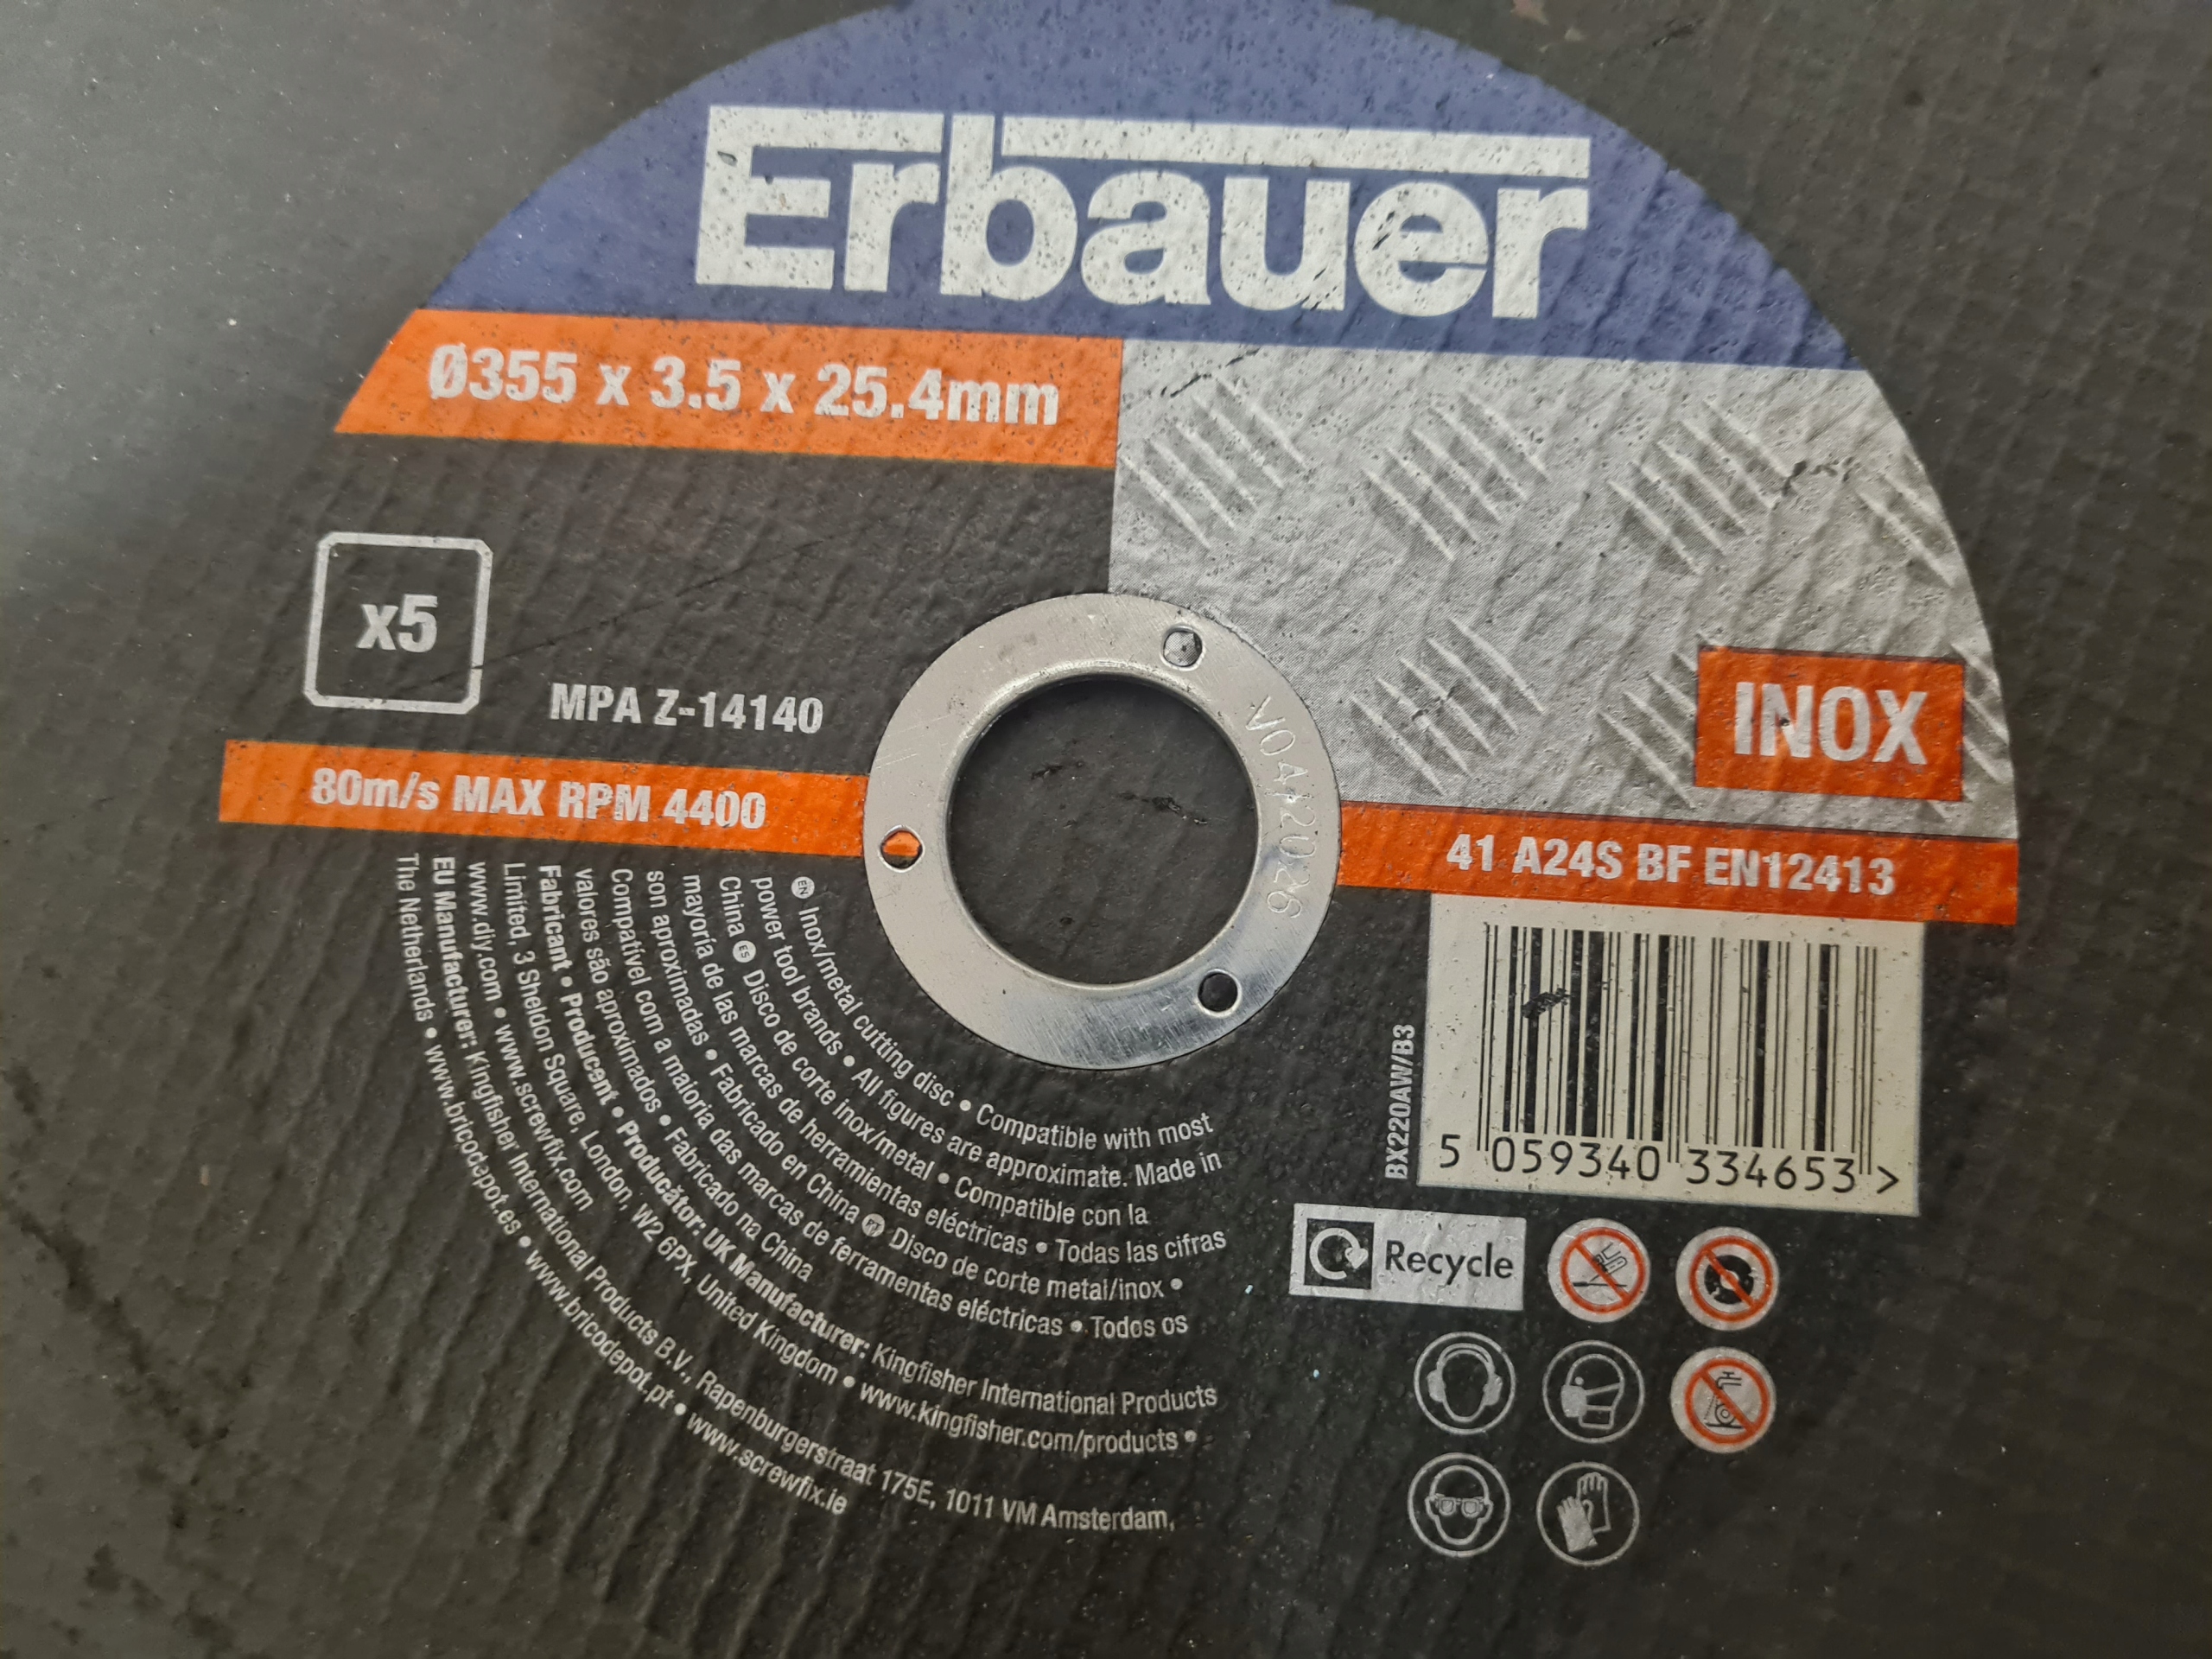 Erbauer
Ø355 x 3.5 x 25.4mm
x5
MPA Z-14140
INOX
80m/s MAX RPM 4400
V04/2026
41 A24S BF EN12413
EN Inox/metal cutting disc • Compatible with most
power tool brands • All figures are approximate. Made in
China ES Disco de corte inox/metal • Compatible con la
mayoría de las marcas de herramientas eléctricas • Todas las cifras
son aproximadas • Fabricado en China PT Disco de corte metal/inox •
Compatível com a maioria das marcas de ferramentas eléctricas • Todos os
valores são aproximados • Fabricado na China
Fabricant • Producent • Producător: UK Manufacturer: Kingfisher International Products
Limited, 3 Sheldon Square, London, W2 6PX, United Kingdom • www.kingfisher.com/products •
www.diy.com • www.screwfix.com
EU Manufacturer: Kingfisher International Products B.V., Rapenburgerstraat 175E, 1011 VM Amsterdam,
The Netherlands • www.bricodepot.es • www.bricodepot.pt • www.screwfix.ie
BX220AW/B3
5 059340 334653 >
Recycle